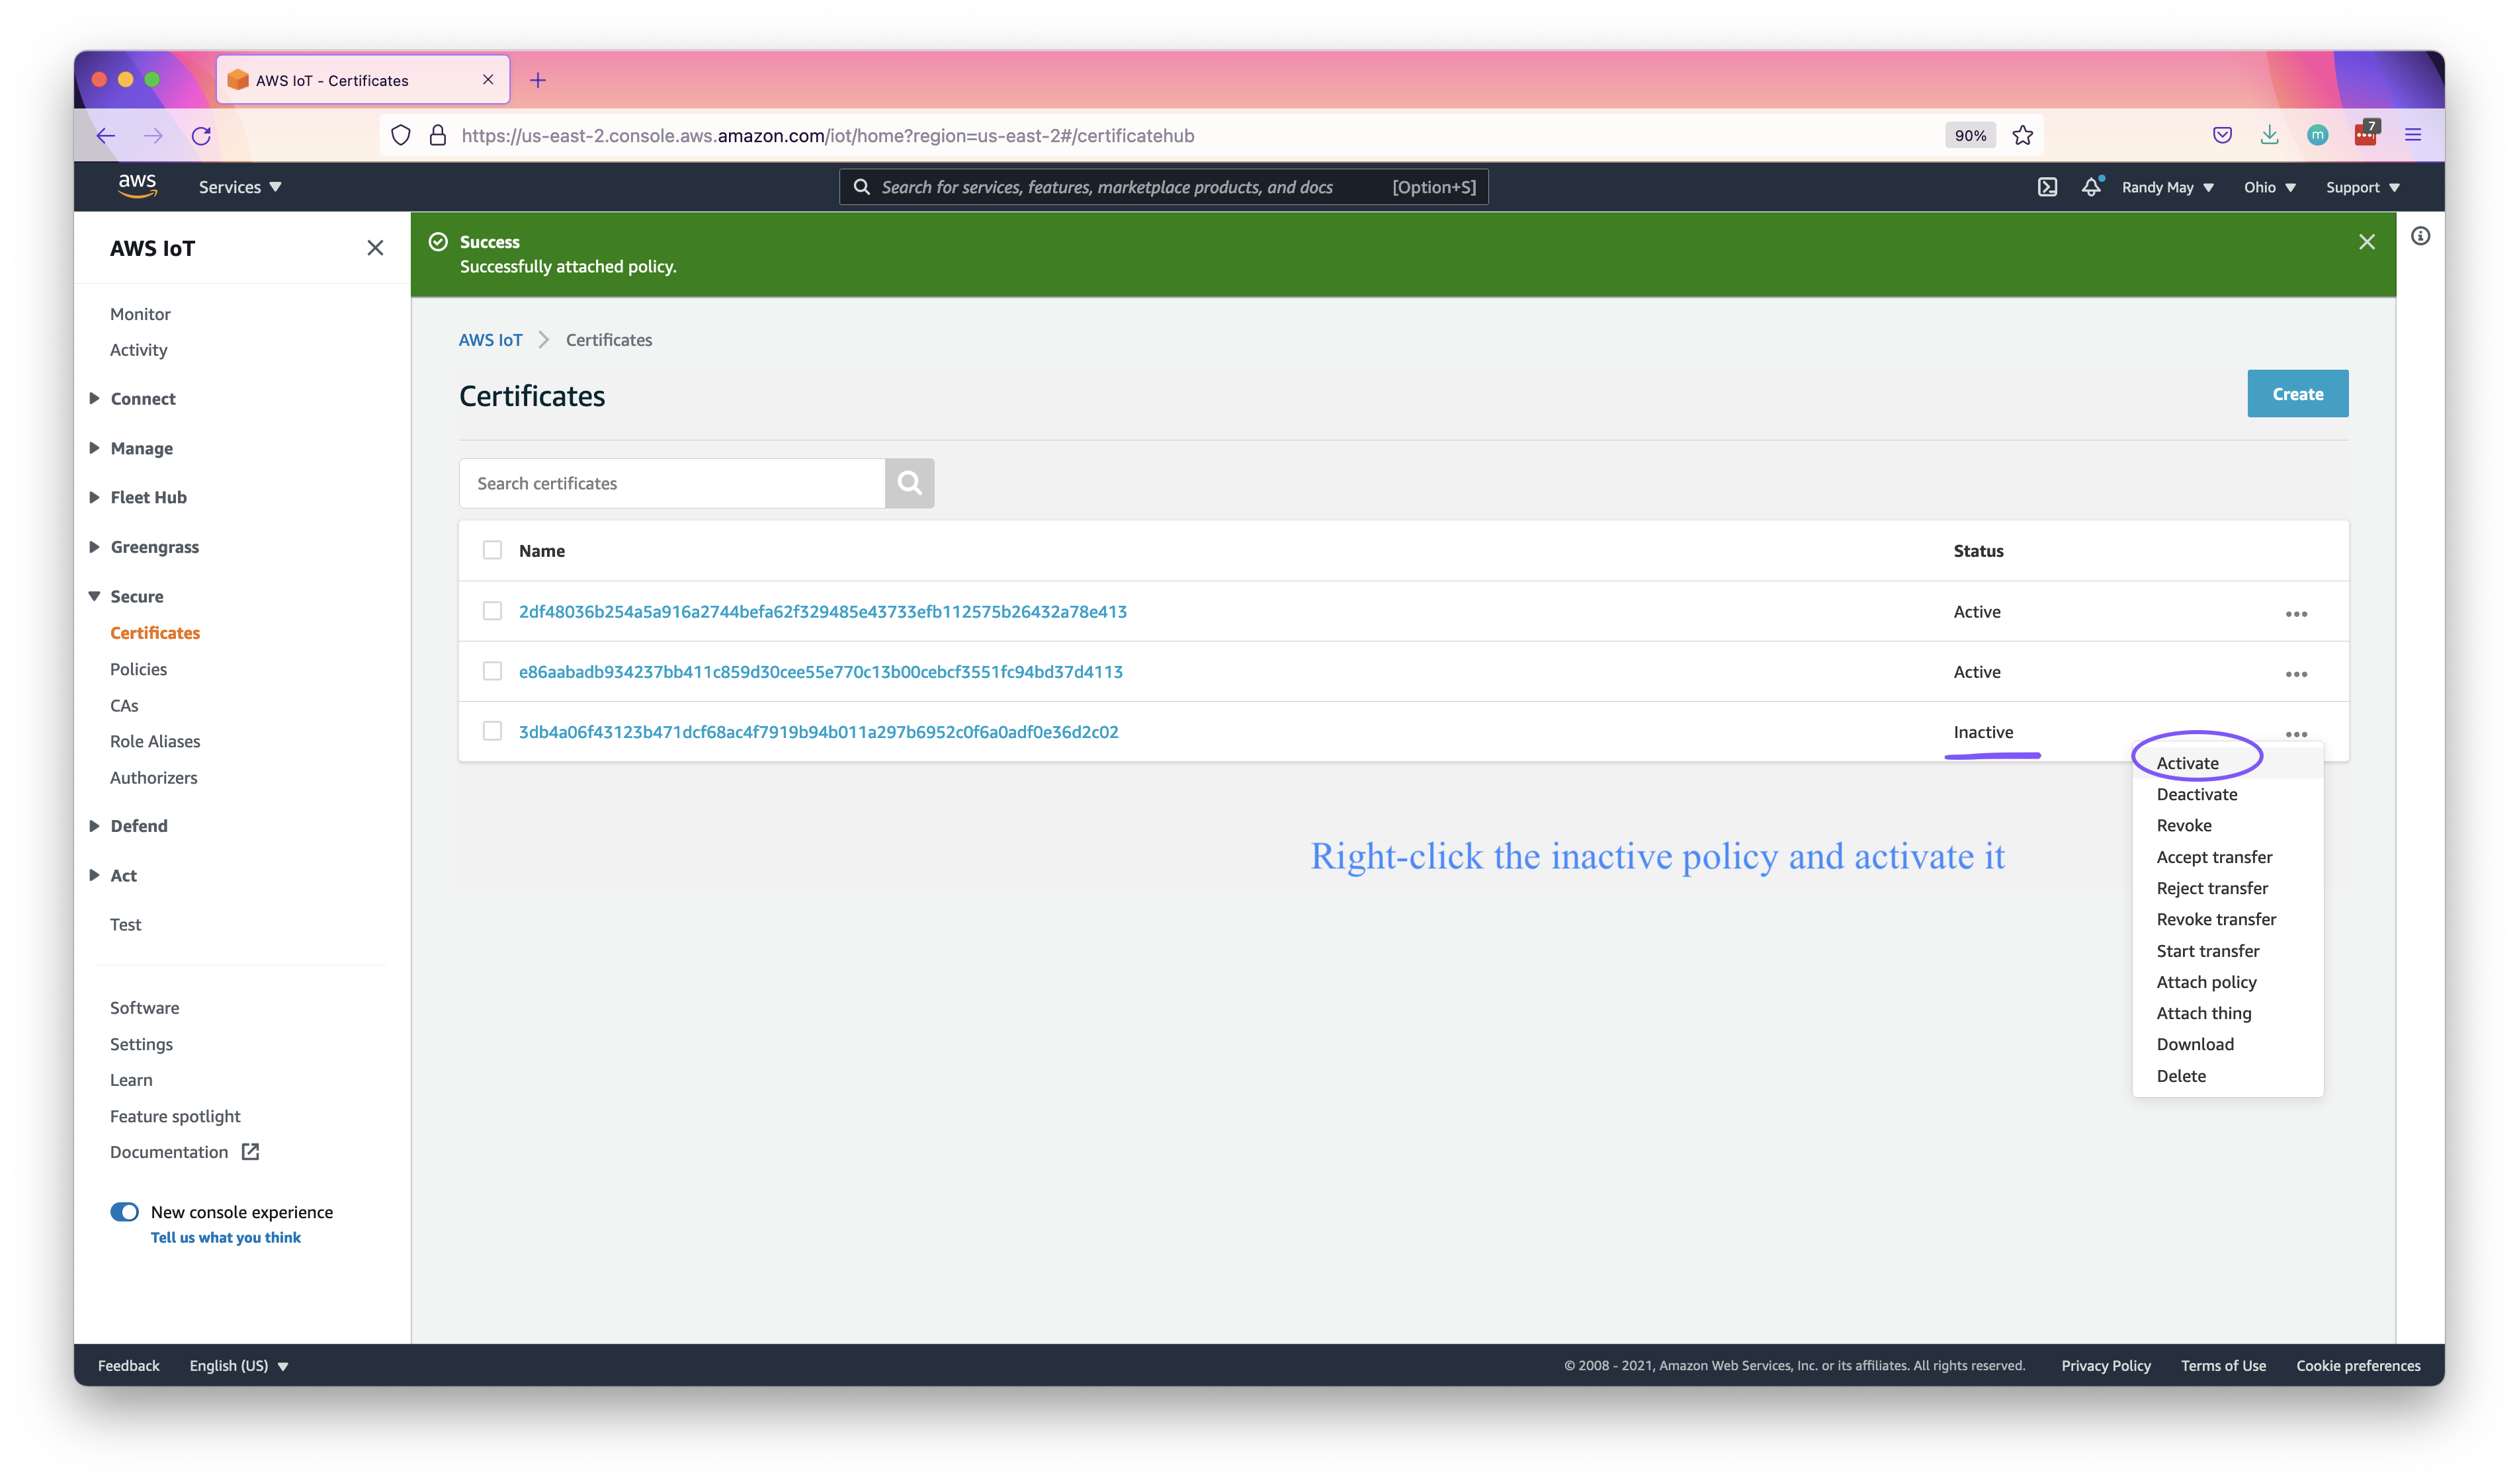 AWS IoT - Certificates
https://us-east-2.console.aws.amazon.com/iot/home?region=us-east-2#/certificatehub
90%
m
7
aws
Services
Search for services, features, marketplace products, and docs
[Option+S]
Randy May
Ohio
Support
AWS IoT
Monitor
Activity
Connect
Manage
Fleet Hub
Greengrass
Secure
Certificates
Policies
CAs
Role Aliases
Authorizers
Defend
Act
Test
Software
Settings
Learn
Feature spotlight
Documentation
New console experience
Tell us what you think
Success
Successfully attached policy.
AWS IoT
Certificates
Certificates
Create
Search certificates
Name
Status
2df48036b254a5a916a2744befa62f329485e43733efb112575b26432a78e413
Active
e86aabadb934237bb411c859d30cee55e770c13b00cebcf3551fc94bd37d4113
Active
3db4a06f43123b471dcf68ac4f7919b94b011a297b6952c0f6a0adf0e36d2c02
Inactive
Activate
Deactivate
Revoke
Accept transfer
Reject transfer
Revoke transfer
Start transfer
Attach policy
Attach thing
Download
Delete
Right-click the inactive policy and activate it
Feedback
English (US)
© 2008 - 2021, Amazon Web Services, Inc. or its affiliates. All rights reserved.
Privacy Policy
Terms of Use
Cookie preferences